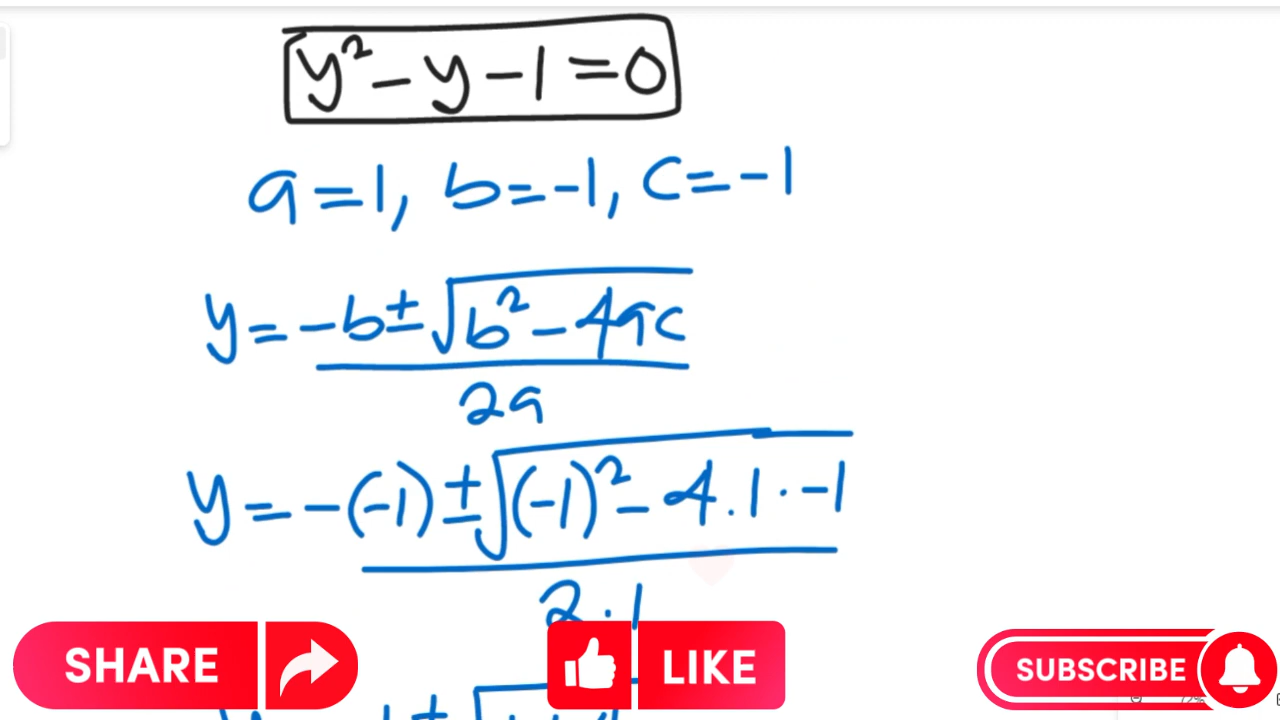 y² - y - 1 = 0
a = 1, b = -1, c = -1
y = -b ± √b² - 4ac
2a
y = -(-1) ± √(-1)² - 4 . 1 . -1
2 . 1
SHARE LIKE SUBSCRIBE